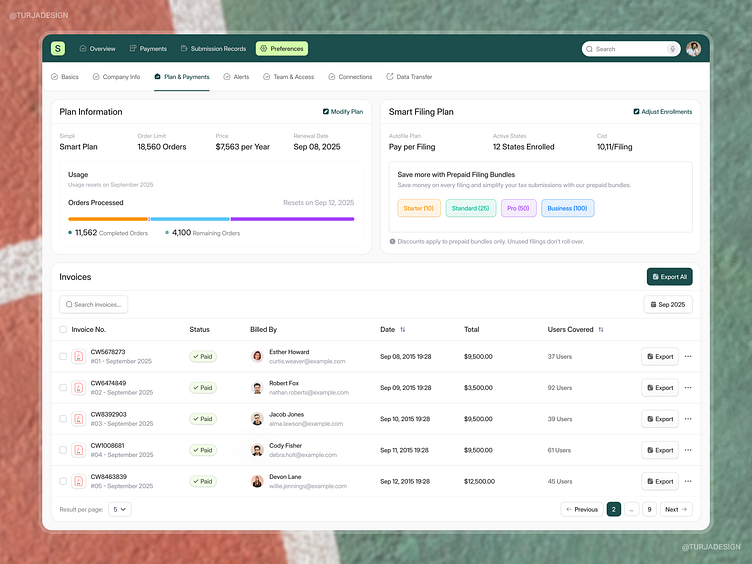 @TURJADESIGN
S
Overview
Payments
Submission Records
Preferences
Search
Basics
Company Info
Plan & Payments
Alerts
Team & Access
Connections
Data Transfer
Plan Information
Modify Plan
Simpli
Order Limit
Price
Renewal Date
Smart Plan
18,560 Orders
$7,563 per Year
Sep 08, 2025
Usage
Usage resets on September 2025
Orders Processed
Resets on Sep 12, 2025
11,562 Completed Orders
4,100 Remaining Orders
Smart Filing Plan
Adjust Enrollments
Autofile Plan
Active States
Cist
Pay per Filing
12 States Enrolled
10,11/Filing
Save more with Prepaid Filing Bundles
Save money on every filing and simplify your tax submissions with our prepaid bundles.
Starter (10)
Standard (25)
Pro (50)
Business (100)
Discounts apply to prepaid bundles only. Unused filings don't roll over.
Invoices
Export All
Search invoices...
Sep 2025
Invoice No.
Status
Billed By
Date
Total
Users Covered
CW5678273
#01 - September 2025
Paid
Esther Howard
curtis.weaver@example.com
Sep 08, 2015 19:28
$9,500.00
37 Users
Export
CW6474849
#02 - September 2025
Paid
Robert Fox
nathan.roberts@example.com
Sep 09, 2015 19:28
$3,500.00
92 Users
Export
CW8392903
#03 - September 2025
Paid
Jacob Jones
alma.lawson@example.com
Sep 10, 2015 19:28
$9,500.00
39 Users
Export
CW1008681
#04 - September 2025
Paid
Cody Fisher
debra.holt@example.com
Sep 11, 2015 19:28
$9,500.00
61 Users
Export
CW8463839
#05 - September 2025
Paid
Devon Lane
willie.jennings@example.com
Sep 12, 2015 19:28
$12,500.00
45 Users
Export
Result per page:
5
Previous
2
...
9
Next
@TURJADESIGN